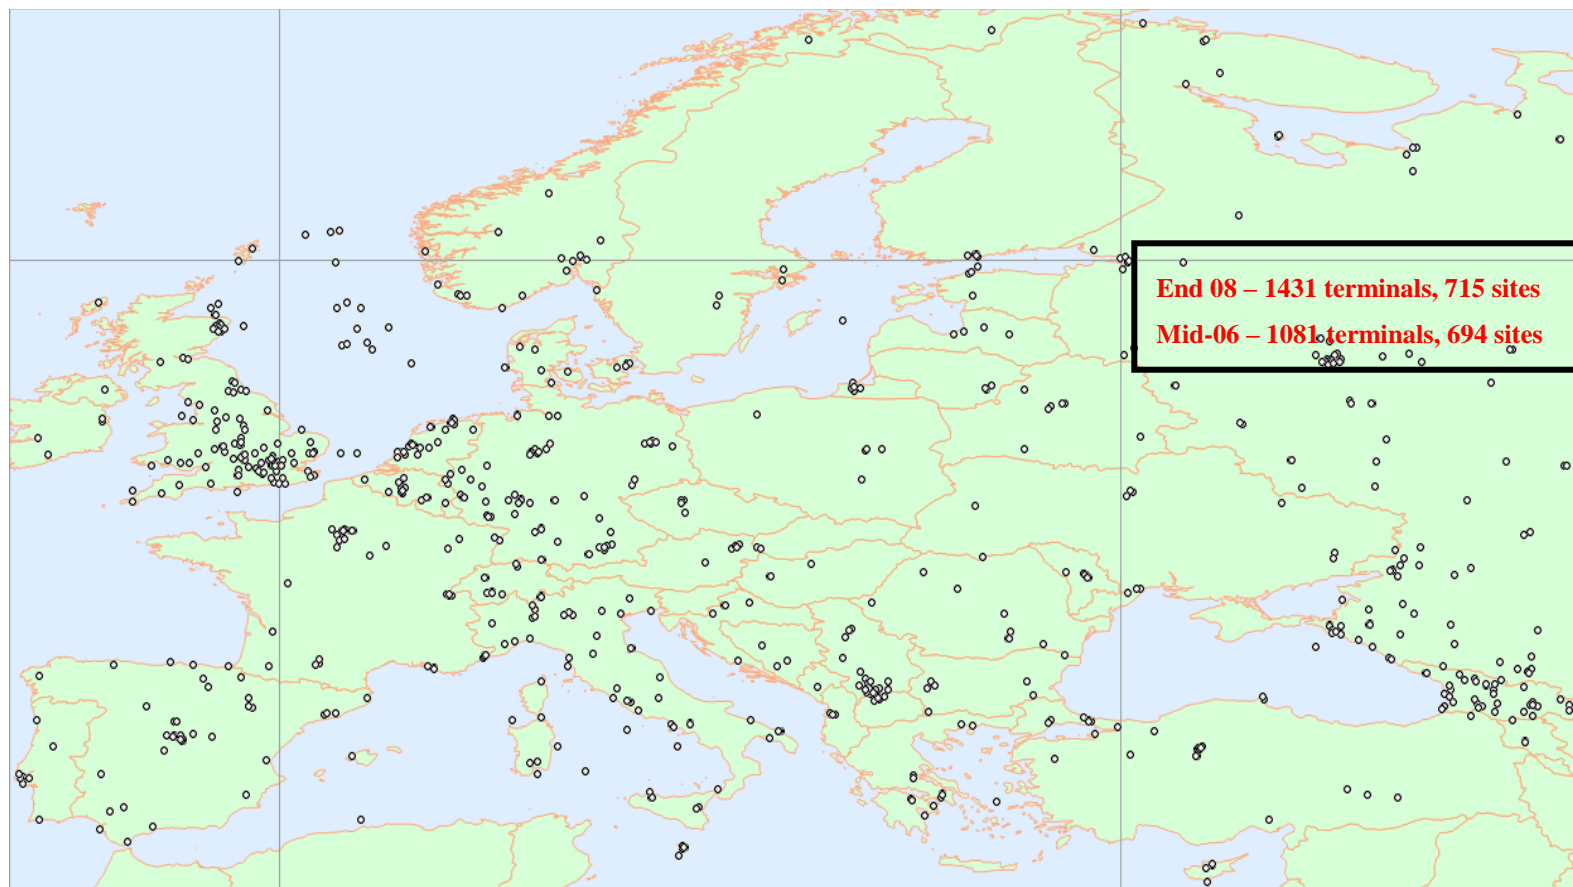 End 08 – 1431 terminals, 715 sites
Mid-06 – 1081 terminals, 694 sites